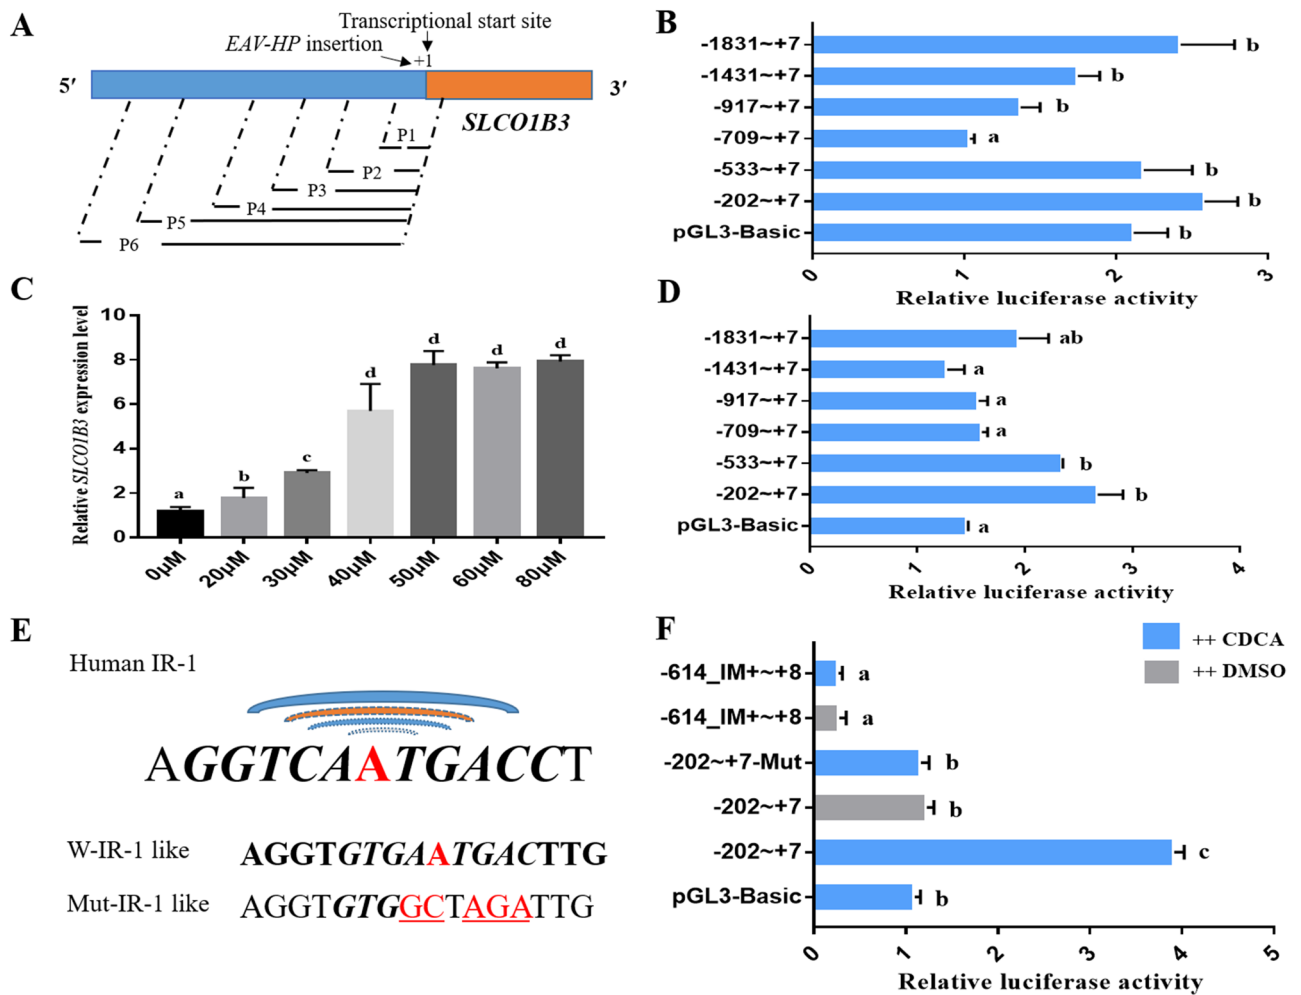 A
Transcriptional start site
EAV-HP insertion
+1
5′
3′
SLCO1B3
P1
P2
P3
P4
P5
P6
B
-1831~+7
b
-1431~+7
b
-917~+7
b
-709~+7
a
-533~+7
b
-202~+7
b
pGL3-Basic
b
0 1 2 3
Relative luciferase activity
C
Relative SLCO1B3 expression level
10
8
6
4
2
0
a b c d d d d
0μM 20μM 30μM 40μM 50μM 60μM 80μM
D
-1831~+7
ab
-1431~+7
a
-917~+7
a
-709~+7
a
-533~+7
b
-202~+7
b
pGL3-Basic
a
0 1 2 3 4
Relative luciferase activity
E
Human IR-1
AGGTCAATGACCT
W-IR-1 like AGGTGTGAATGACTTG
Mut-IR-1 like AGGTGTGGCTAGATTG
F
++ CDCA
++ DMSO
-614_IM+~+8
a
-614_IM+~+8
a
-202~+7-Mut
b
-202~+7
b
-202~+7
c
pGL3-Basic
b
0 1 2 3 4 5
Relative luciferase activity